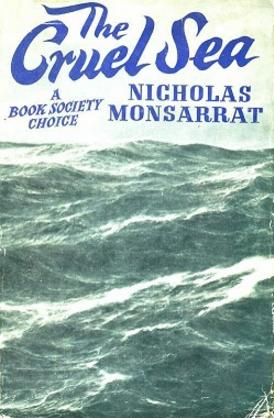 The
Cruel Sea
A
BOOK SOCIETY
CHOICE
NICHOLAS
MONSARRAT